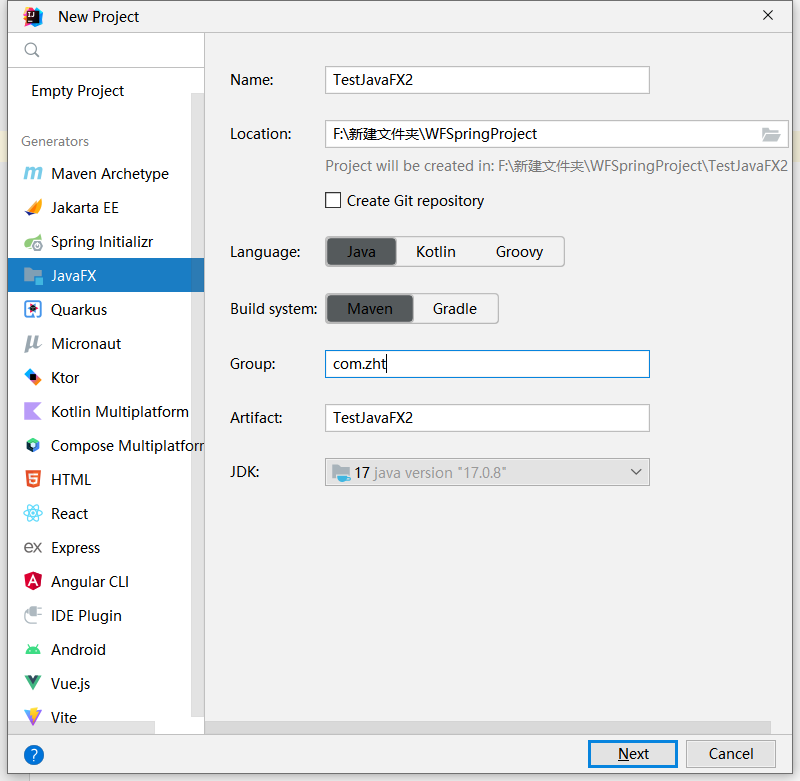 New Project
Empty Project
Generators
Maven Archetype
Jakarta EE
Spring Initializr
JavaFX
Quarkus
Micronaut
Ktor
Kotlin Multiplatform
Compose Multiplatforr
HTML
React
ex Express
Angular CLI
IDE Plugin
Android
Vue.js
Vite
Name: TestJavaFX2
Location: F:\新建文件夹\WFSpringProject
Project will be created in: F:\新建文件夹\WFSpringProject\TestJavaFX2
Create Git repository
Language: Java Kotlin Groovy
Build system: Maven Gradle
Group: com.zht
Artifact: TestJavaFX2
JDK: 17 java version "17.0.8"
? Next Cancel